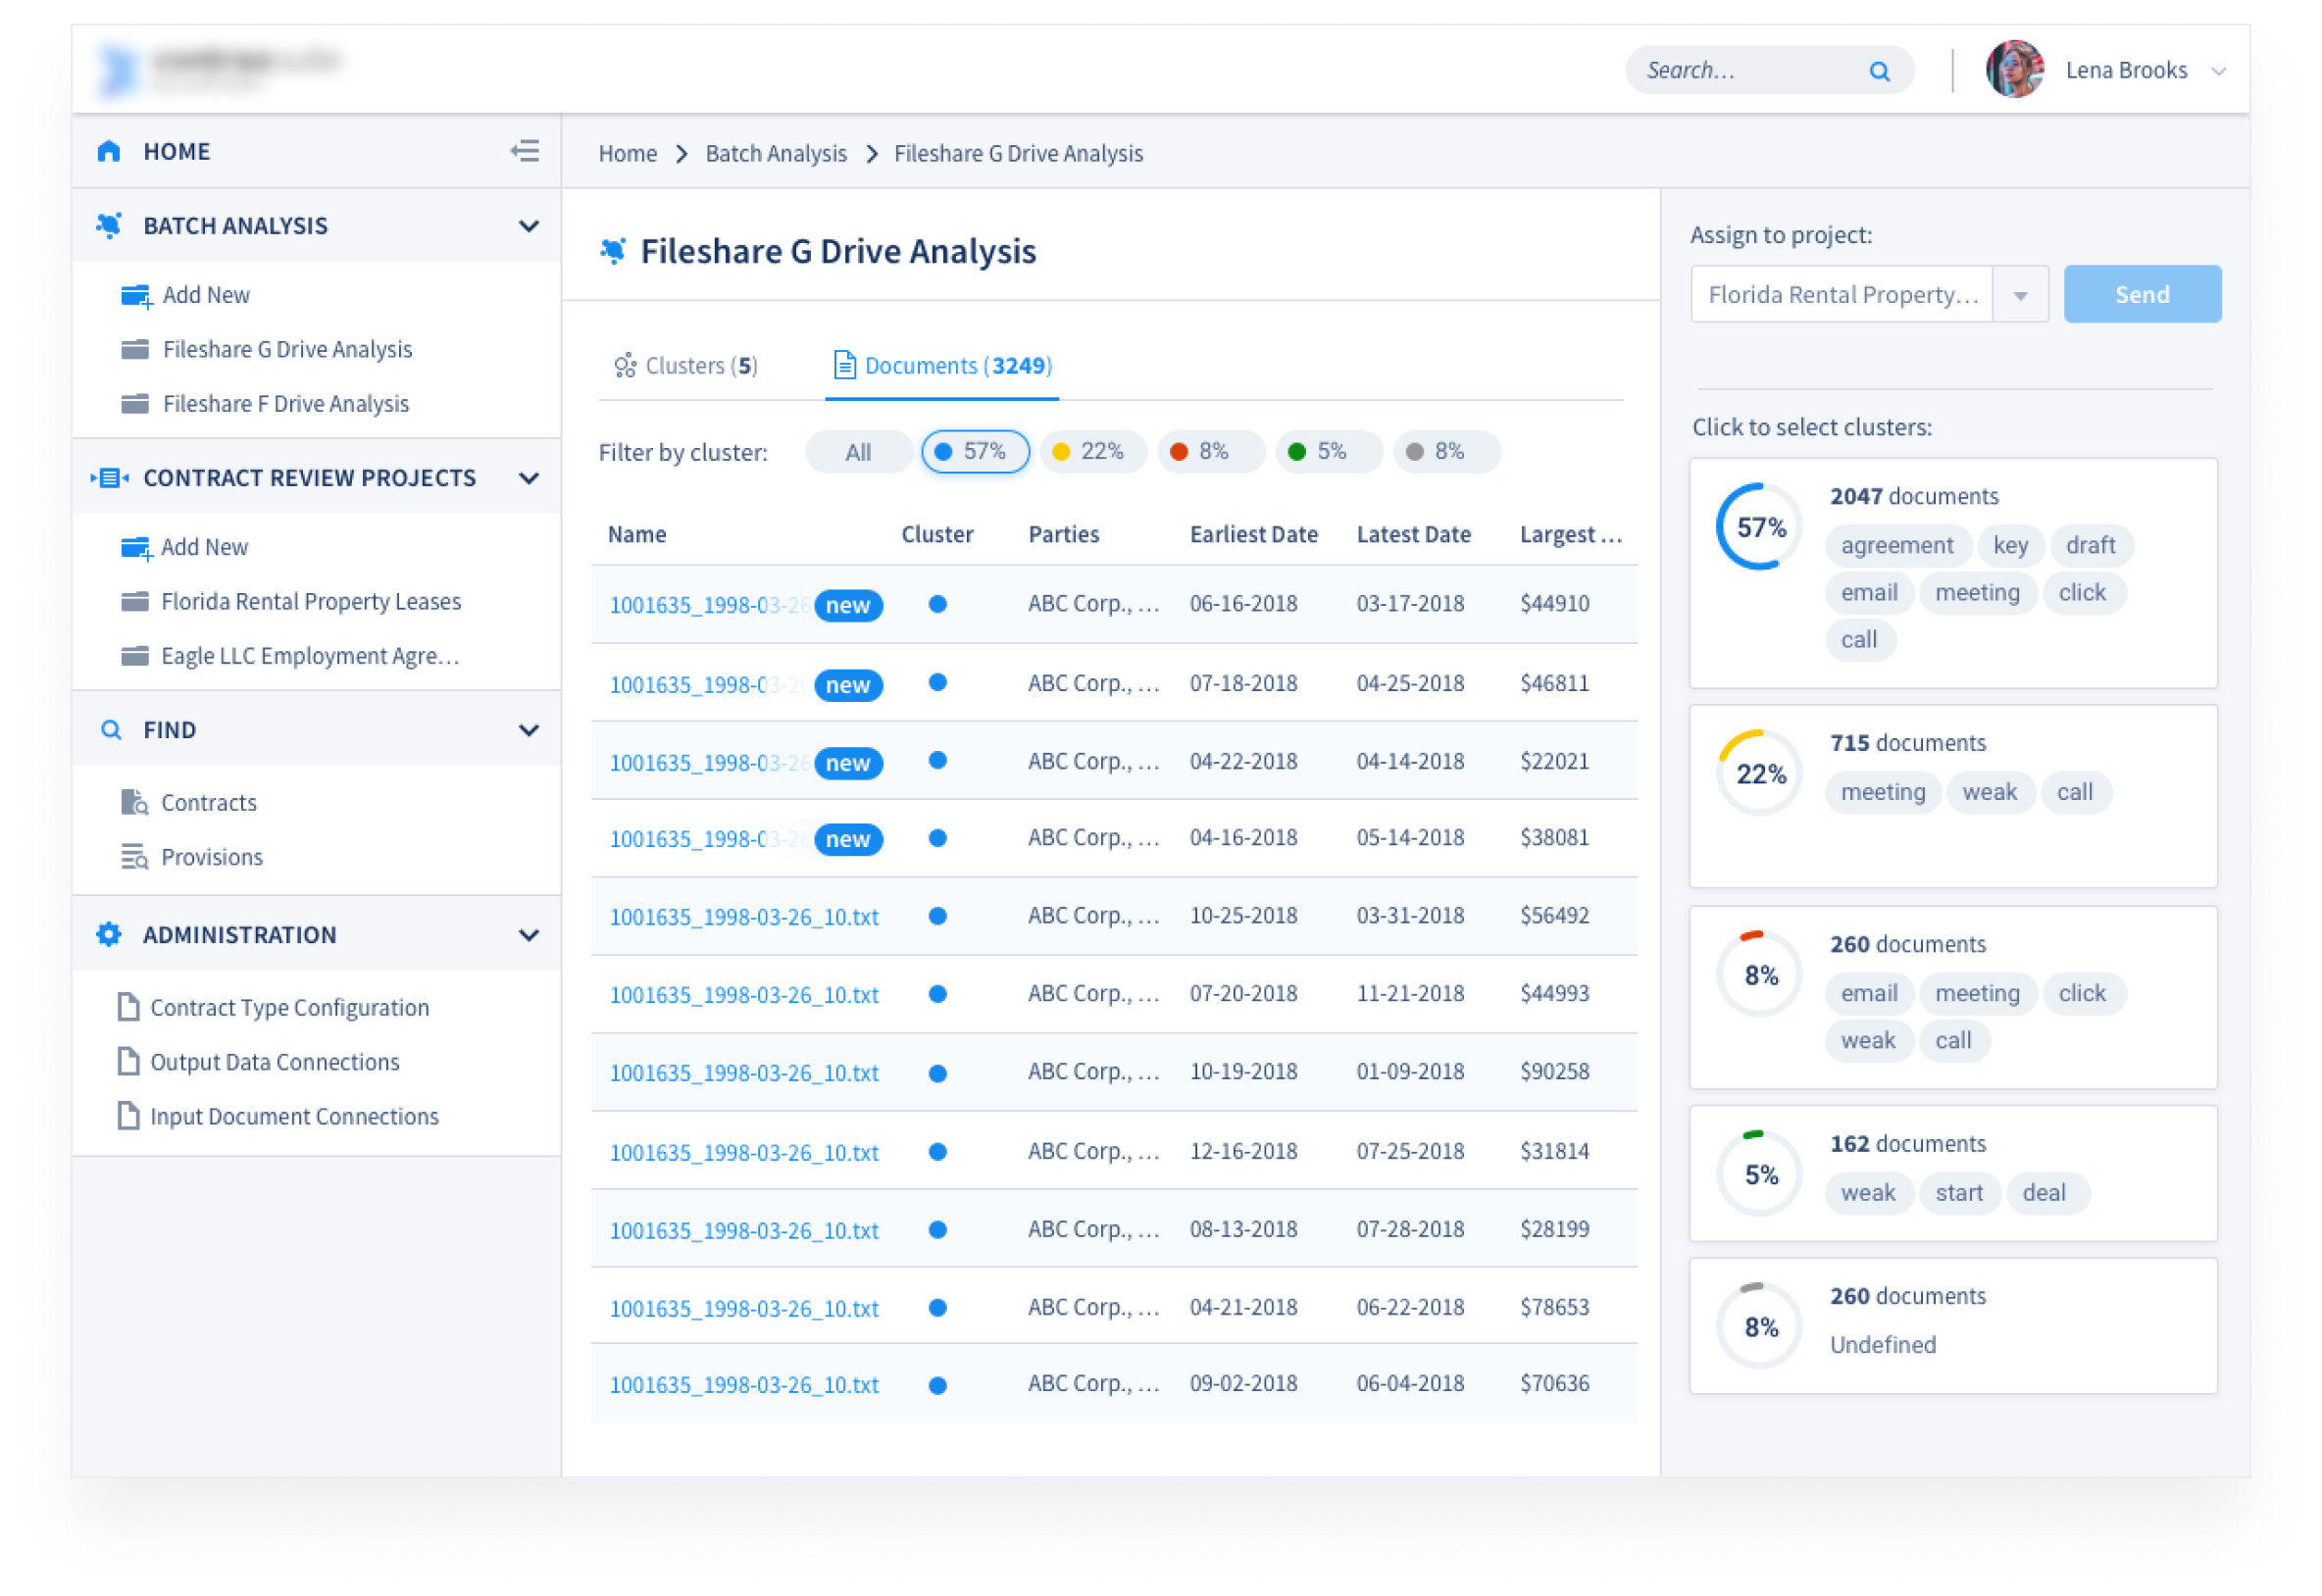 Search…
Lena Brooks
HOME
Home > Batch Analysis > Fileshare G Drive Analysis
BATCH ANALYSIS
Add New
Fileshare G Drive Analysis
Fileshare F Drive Analysis
CONTRACT REVIEW PROJECTS
Add New
Florida Rental Property Leases
Eagle LLC Employment Agre…
FIND
Contracts
Provisions
ADMINISTRATION
Contract Type Configuration
Output Data Connections
Input Document Connections
Fileshare G Drive Analysis
Clusters (5)
Documents (3249)
Filter by cluster: All 57% 22% 8% 5% 8%
Name Cluster Parties Earliest Date Latest Date Largest …
1001635_1998-03-26 new ABC Corp., … 06-16-2018 03-17-2018 $44910
1001635_1998-03-26 new ABC Corp., … 07-18-2018 04-25-2018 $46811
1001635_1998-03-26 new ABC Corp., … 04-22-2018 04-14-2018 $22021
1001635_1998-03-26 new ABC Corp., … 04-16-2018 05-14-2018 $38081
1001635_1998-03-26_10.txt ABC Corp., … 10-25-2018 03-31-2018 $56492
1001635_1998-03-26_10.txt ABC Corp., … 07-20-2018 11-21-2018 $44993
1001635_1998-03-26_10.txt ABC Corp., … 10-19-2018 01-09-2018 $90258
1001635_1998-03-26_10.txt ABC Corp., … 12-16-2018 07-25-2018 $31814
1001635_1998-03-26_10.txt ABC Corp., … 08-13-2018 07-28-2018 $28199
1001635_1998-03-26_10.txt ABC Corp., … 04-21-2018 06-22-2018 $78653
1001635_1998-03-26_10.txt ABC Corp., … 09-02-2018 06-04-2018 $70636
Assign to project:
Florida Rental Property… Send
Click to select clusters:
57%
2047 documents
agreement key draft
email meeting click
call
22%
715 documents
meeting weak call
8%
260 documents
email meeting click
weak call
5%
162 documents
weak start deal
8%
260 documents
Undefined